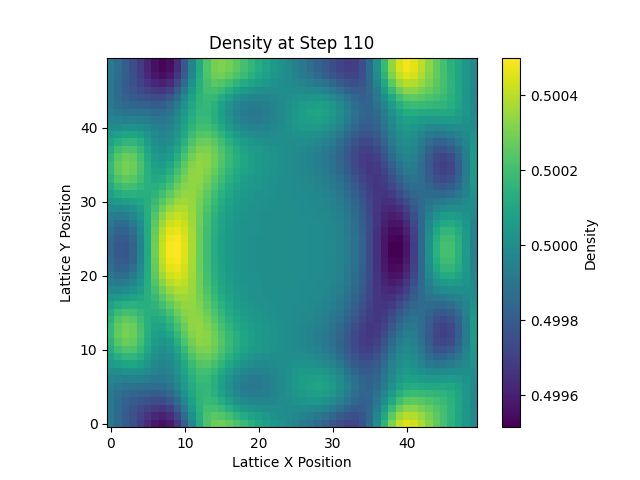 Density at Step 110
Lattice Y Position
40
30
20
10
0
0 10 20 30 40
Lattice X Position
0.5004
0.5002
0.5000
0.4998
0.4996
Density